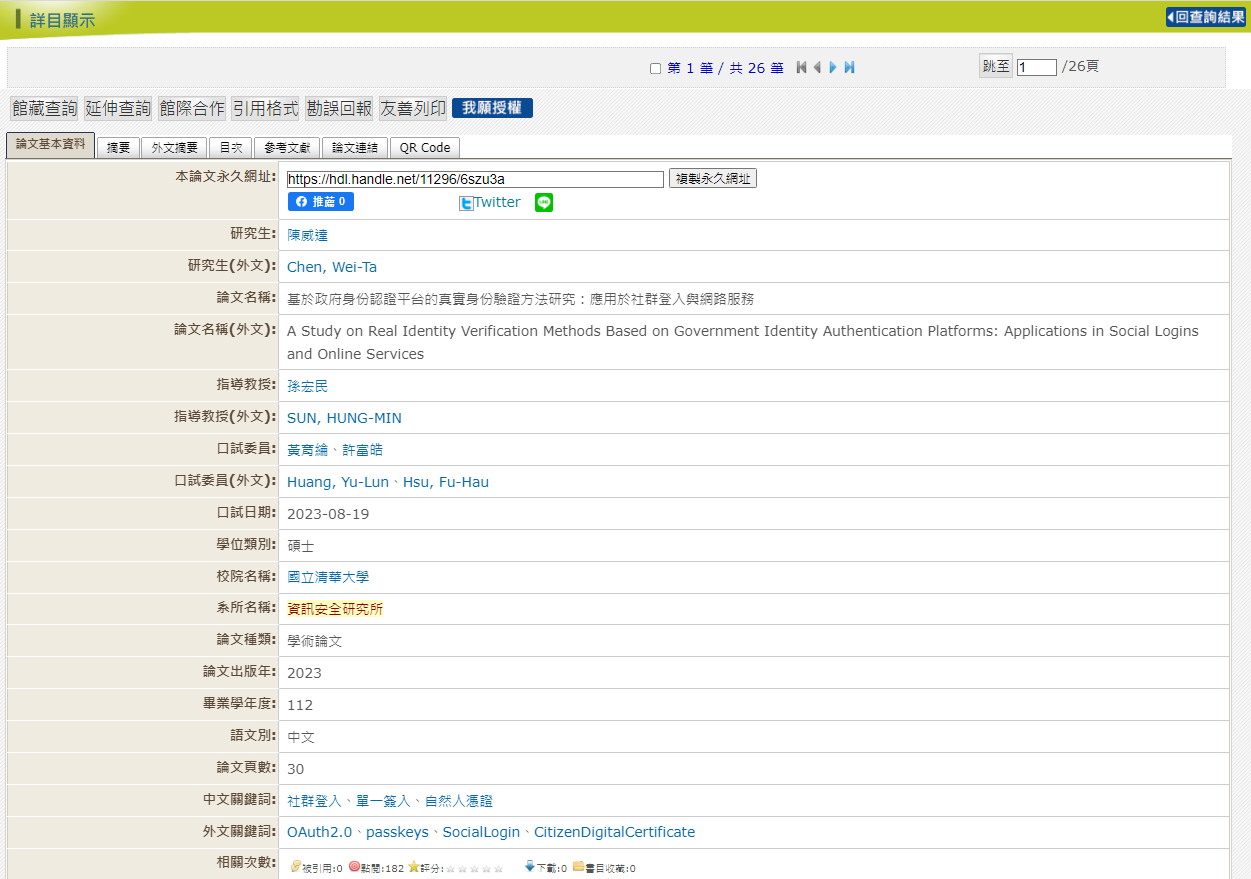 詳目顯示
回查詢結果
第 1 筆 / 共 26 筆 跳至 1 /26頁
館藏查詢 延伸查詢 館際合作 引用格式 勘誤回報 友善列印 我願授權
論文基本資料 摘要 外文摘要 目次 參考文獻 論文連結 QR Code
本論文永久網址: https://hdl.handle.net/11296/6szu3a 複製永久網址
推薦 0 Twitter
研究生: 陳威達
研究生(外文): Chen, Wei-Ta
論文名稱: 基於政府身份認證平台的真實身份驗證方法研究：應用於社群登入與網路服務
論文名稱(外文): A Study on Real Identity Verification Methods Based on Government Identity Authentication Platforms: Applications in Social Logins
and Online Services
指導教授: 孫宏民
指導教授(外文): SUN, HUNG-MIN
口試委員: 黃育綸、許富皓
口試委員(外文): Huang, Yu-Lun、Hsu, Fu-Hau
口試日期: 2023-08-19
學位類別: 碩士
校院名稱: 國立清華大學
系所名稱: 資訊安全研究所
論文種類: 學術論文
論文出版年: 2023
畢業學年度: 112
語文別: 中文
論文頁數: 30
中文關鍵詞: 社群登入、單一簽入、自然人憑證
外文關鍵詞: OAuth2.0、passkeys、SocialLogin、CitizenDigitalCertificate
相關次數: 被引用:0 點閱:182 評分: 下載:0 書目收藏:0